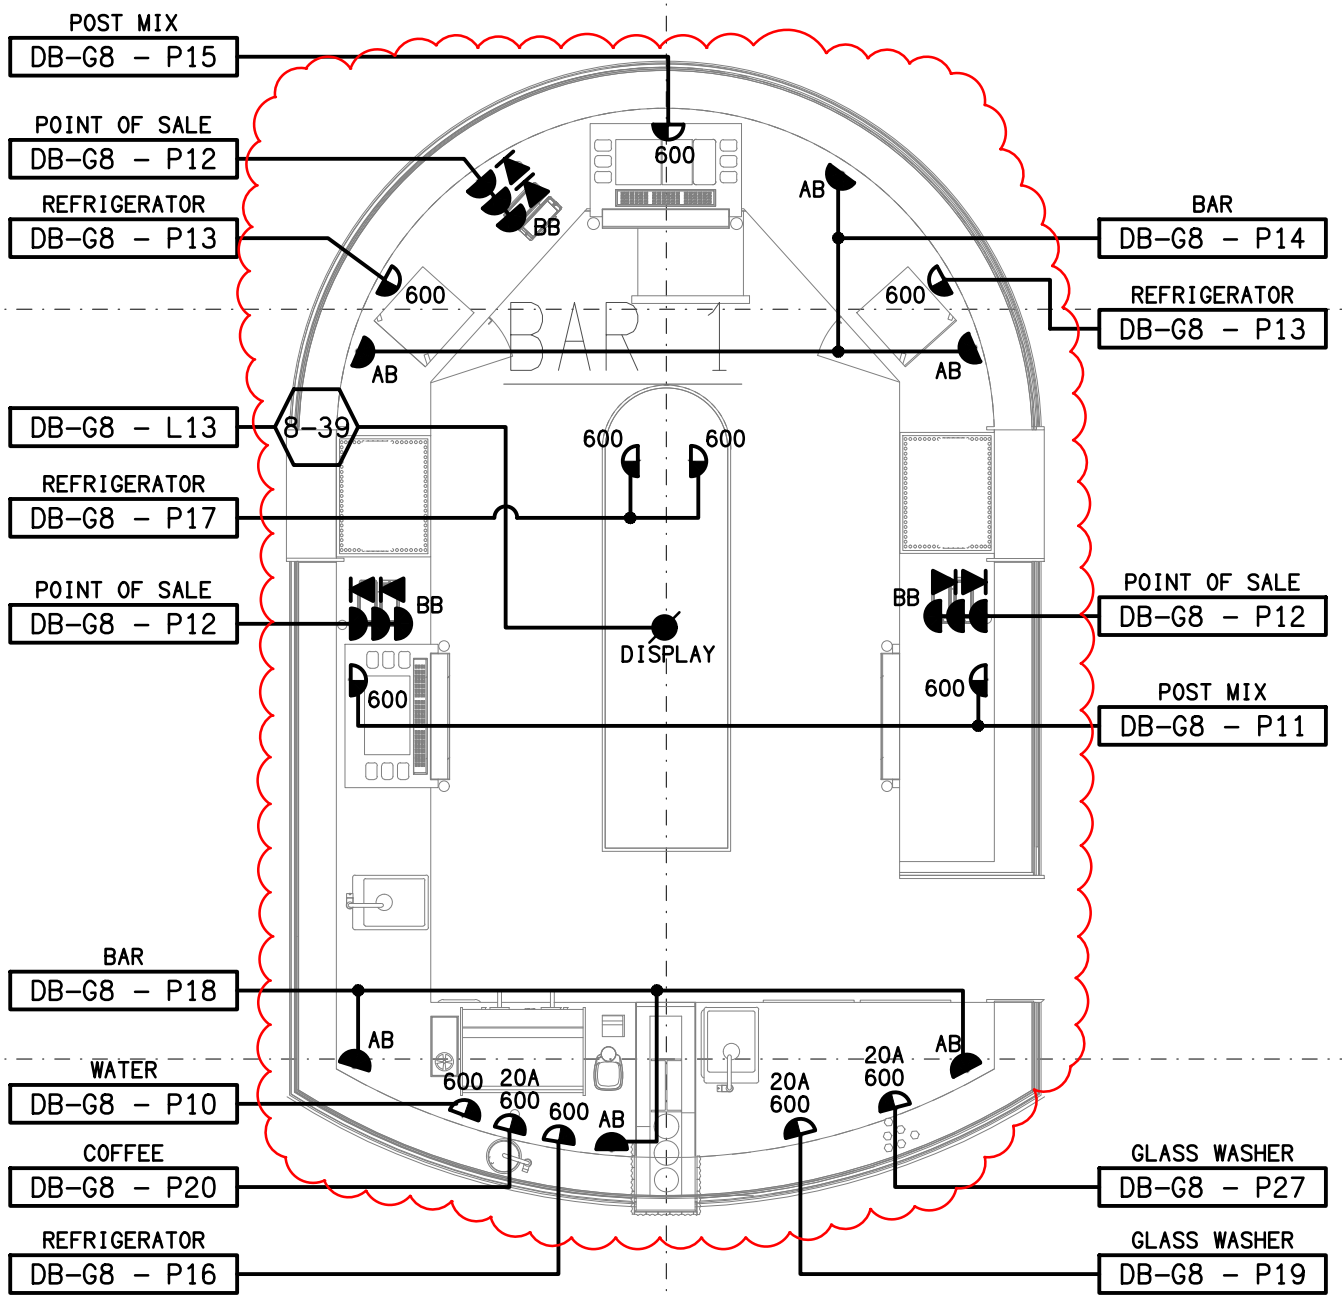 POST MIX
DB-G8 - P15
POINT OF SALE
DB-G8 - P12
REFRIGERATOR
DB-G8 - P13
DB-G8 - L13
8-39
REFRIGERATOR
DB-G8 - P17
POINT OF SALE
DB-G8 - P12
BAR
DB-G8 - P18
WATER
DB-G8 - P10
COFFEE
DB-G8 - P20
REFRIGERATOR
DB-G8 - P16
600
AB
BB
600
600
BAR 1
AB
AB
600
600
BB
BB
DISPLAY
600
600
AB
AB
600
20A
600
600
AB
20A
600
20A
600
BAR
DB-G8 - P14
REFRIGERATOR
DB-G8 - P13
POINT OF SALE
DB-G8 - P12
POST MIX
DB-G8 - P11
GLASS WASHER
DB-G8 - P27
GLASS WASHER
DB-G8 - P19